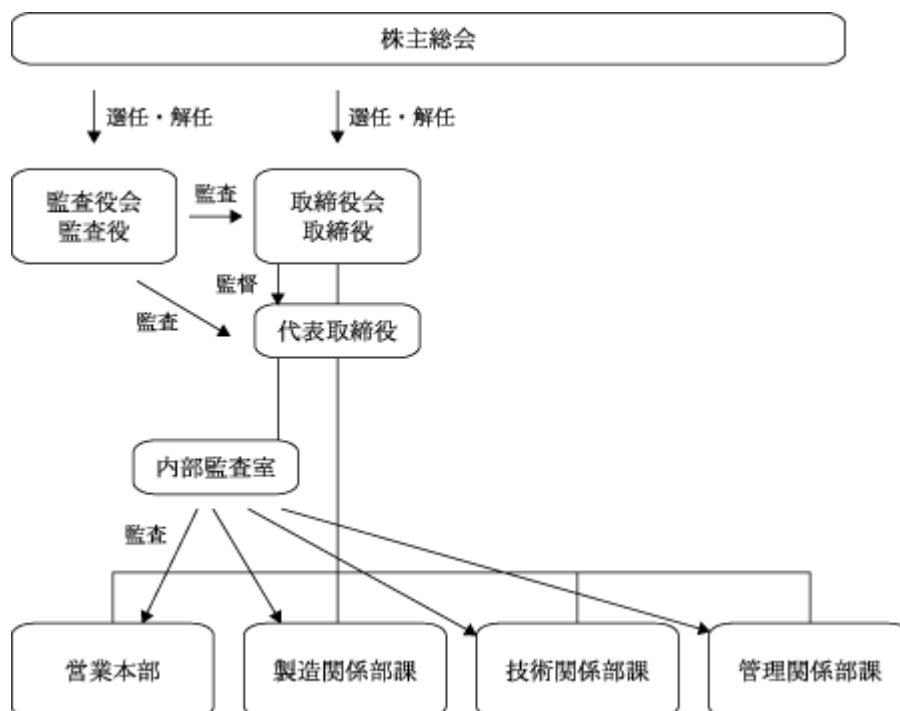 株主総会
選任・解任
選任・解任
監査役会
監査役
監査
取締役会
取締役
監督
監査
代表取締役
内部監査室
監査
営業本部
製造関係部課
技術関係部課
管理関係部課